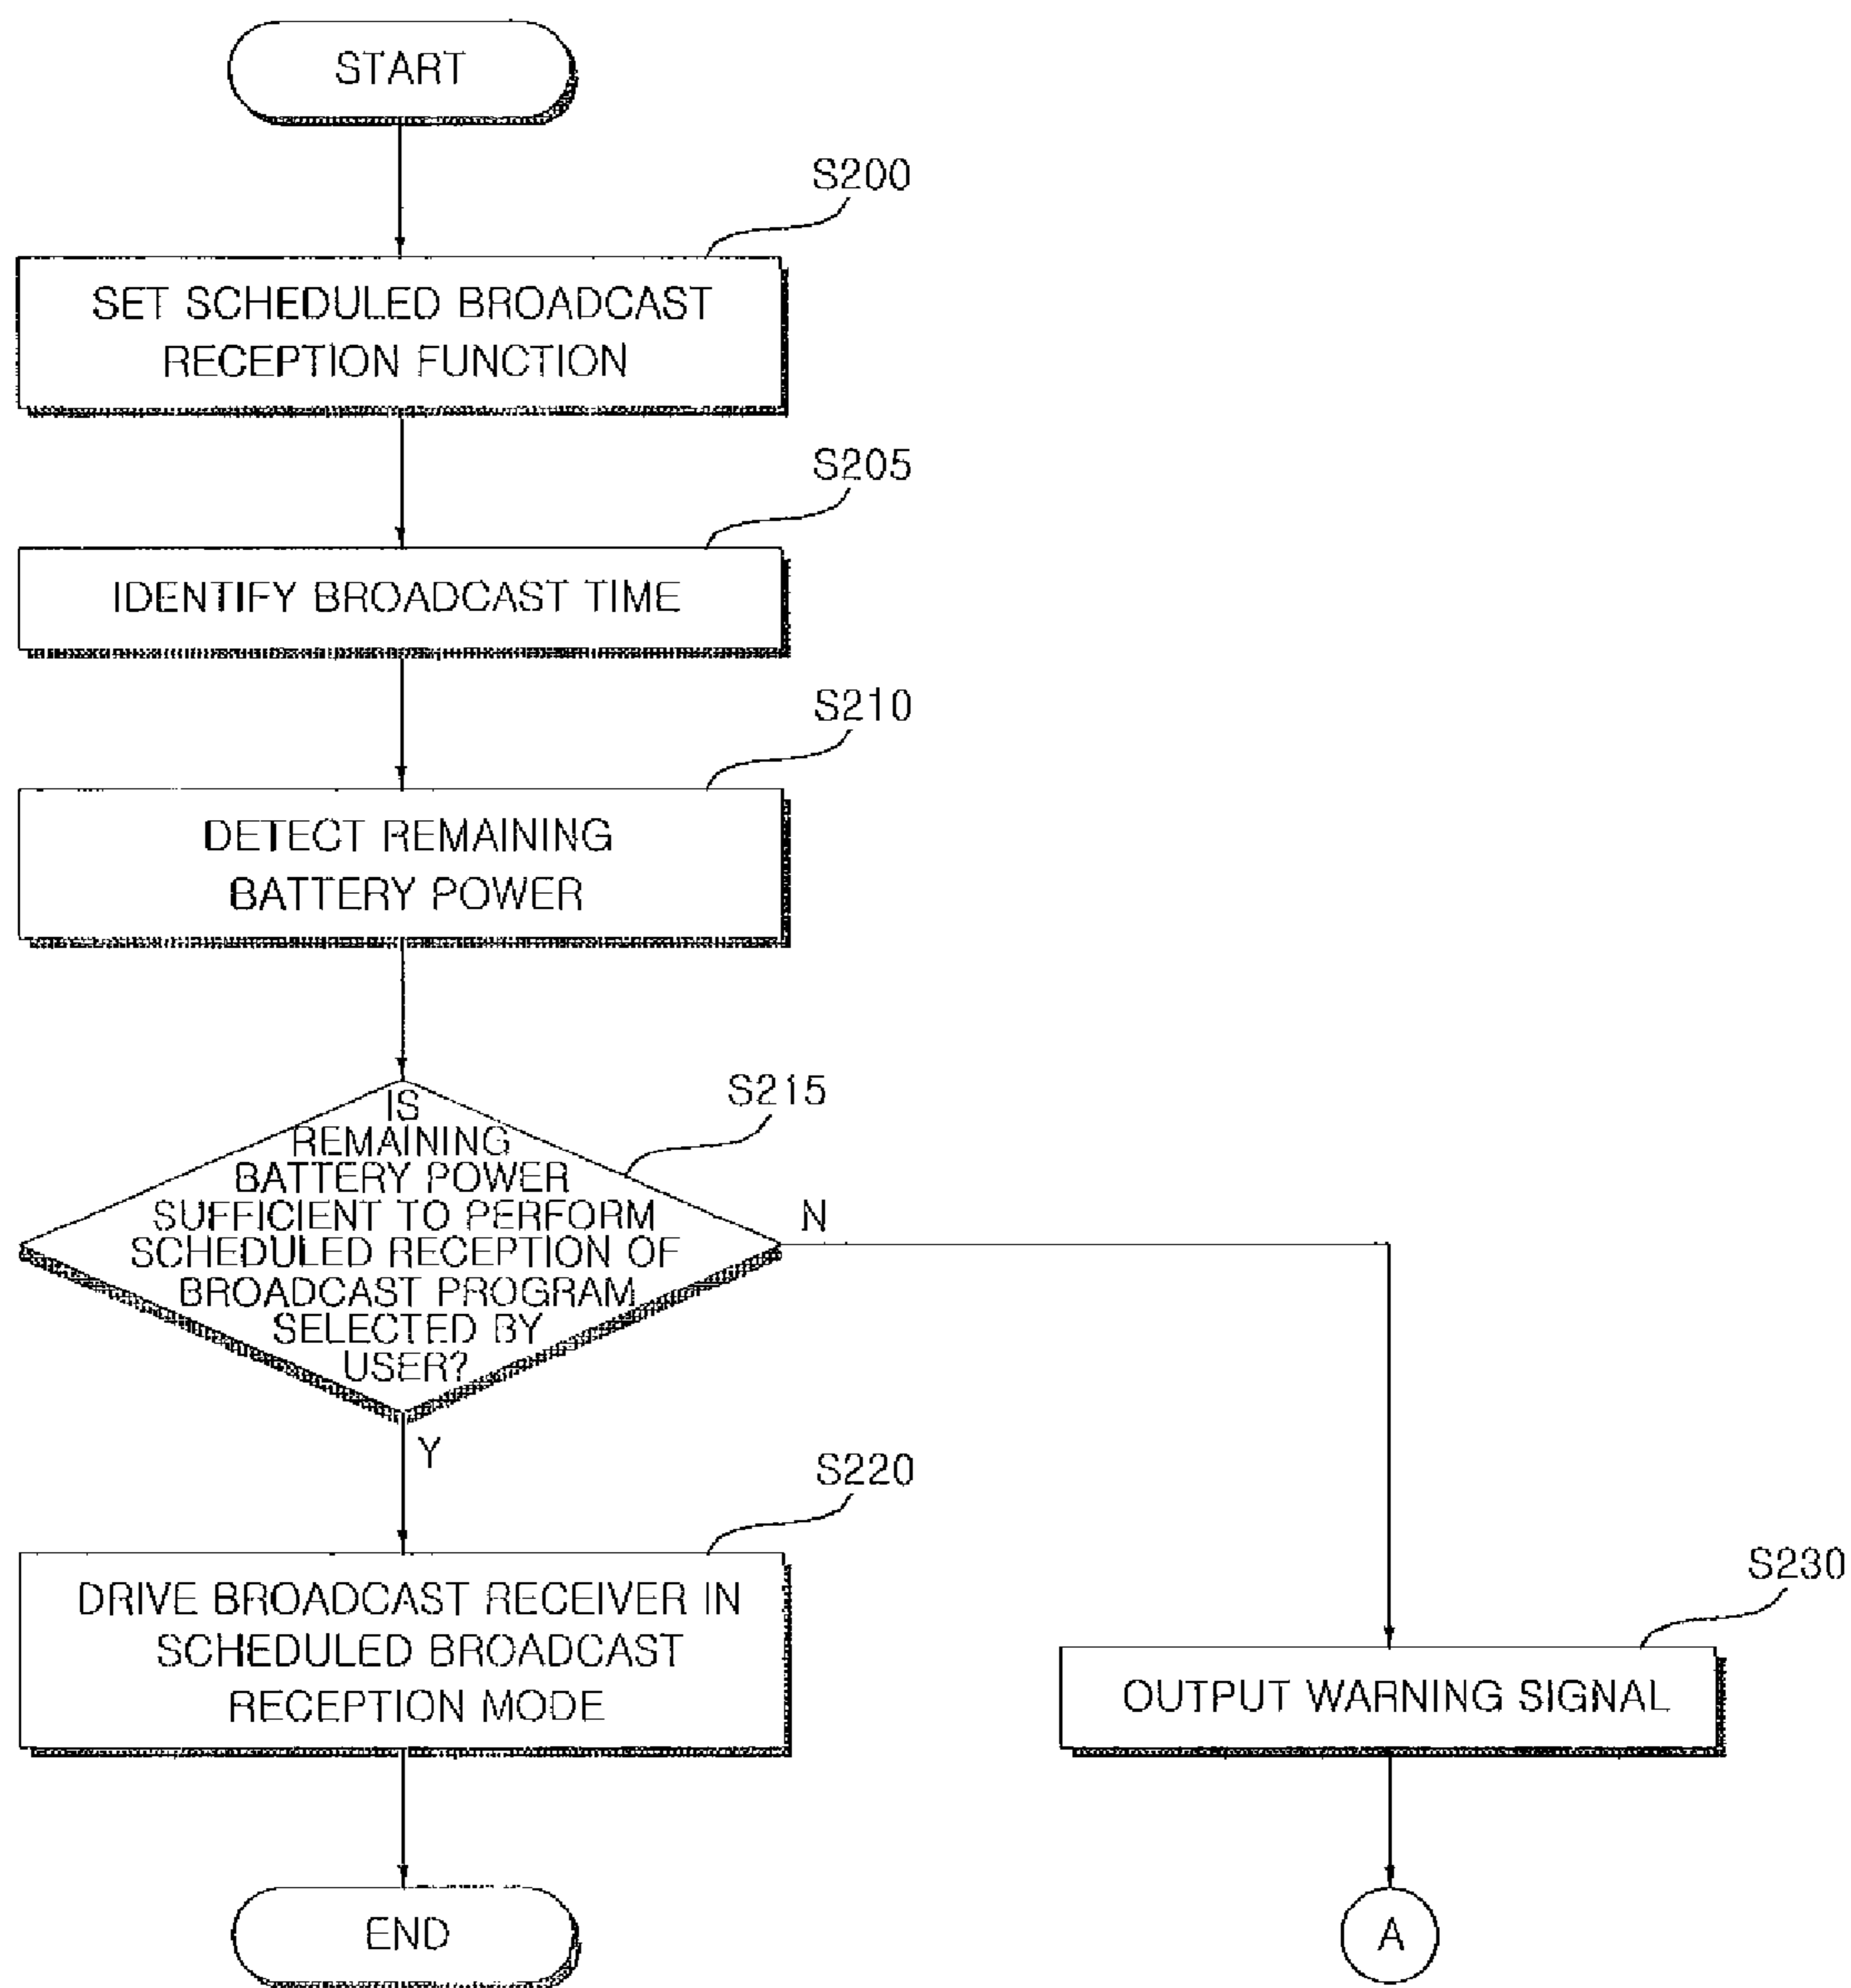 START
S200
SET SCHEDULED BROADCAST
RECEPTION FUNCTION
S205
IDENTIFY BROADCAST TIME
S210
DETECT REMAINING
BATTERY POWER
S215
IS
REMAINING
BATTERY POWER
SUFFICIENT TO PERFORM
SCHEDULED RECEPTION OF
BROADCAST PROGRAM
SELECTED BY
USER?
N
Y
S220
DRIVE BROADCAST RECEIVER IN
SCHEDULED BROADCAST
RECEPTION MODE
S230
OUTPUT WARNING SIGNAL
END
A